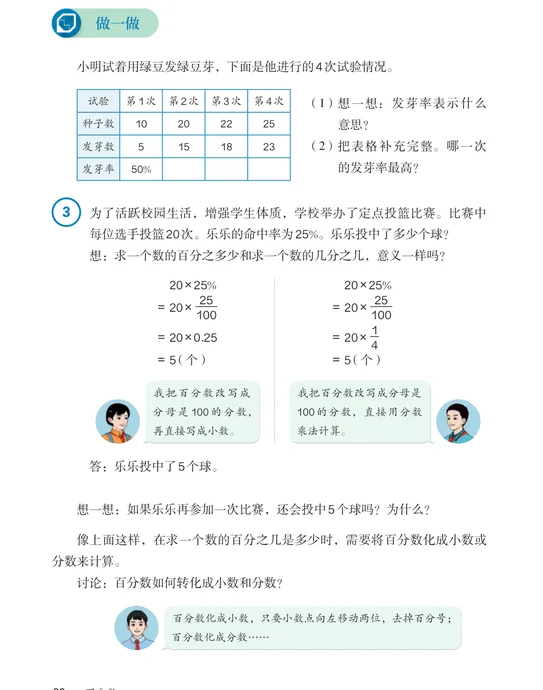 做一做
小明试着用绿豆发绿豆芽，下面是他进行的4次试验情况。
试验 第1次 第2次 第3次 第4次
种子数 10 20 22 25
发芽数 5 15 18 23
发芽率 50%
（1）想一想：发芽率表示什么
意思？
（2）把表格补充完整。哪一次
的发芽率最高？
3 为了活跃校园生活，增强学生体质，学校举办了定点投篮比赛。比赛中
每位选手投篮20次。乐乐的命中率为25%。乐乐投中了多少个球？
想：求一个数的百分之多少和求一个数的几分之几，意义一样吗？
20×25%
= 20×25/100
= 20×0.25
= 5（个）
我把百分数改写成
分母是100的分数，
再直接写成小数。
20×25%
= 20×25/100
= 20×1/4
= 5（个）
我把百分数改写成分母是
100的分数，直接用分数
乘法计算。
答：乐乐投中了5个球。
想一想：如果乐乐再参加一次比赛，还会投中5个球吗？为什么？
像上面这样，在求一个数的百分之几是多少时，需要将百分数化成小数或
分数来计算。
讨论：百分数如何转化成小数和分数？
百分数化成小数，只要小数点向左移动两位，去掉百分号；
百分数化成分数……